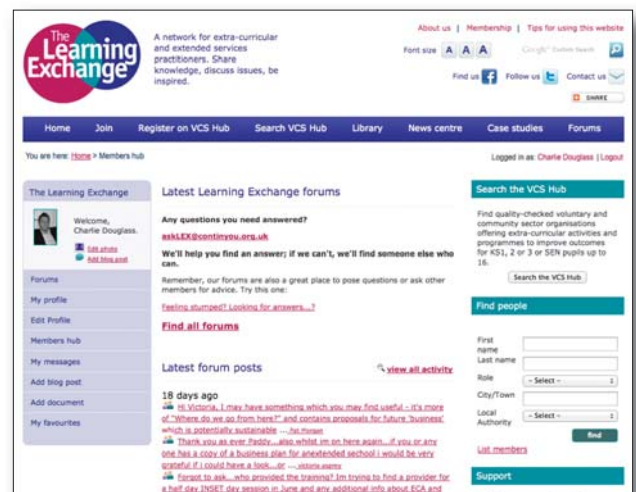 The
Learning
Exchange
A network for extra-curricular
and extended services
practitioners. Share
knowledge, discuss issues, be
inspired.
About us | Membership | Tips for using this website
Font size A A A
Google™ Custom Search
Find us Follow us Contact us
SHARE
Home Join Register on VCS Hub Search VCS Hub Library News centre Case studies Forums
You are here: Home > Members hub
Logged in as: Charlie Douglass | Logout
The Learning Exchange
Welcome,
Charlie Douglass.
Edit photo
Add blog post
Forums
My profile
Edit Profile
Members hub
My messages
Add blog post
Add document
My favourites
Latest Learning Exchange forums
Any questions you need answered?
askLEX@continyou.org.uk
We'll help you find an answer; if we can't, we'll find someone else who
can.
Remember, our forums are also a great place to pose questions or ask other
members for advice. Try this one:
Feeling stumped? Looking for answers...?
Find all forums
Latest forum posts
view all activity
18 days ago
Hi Victoria, I may have something which you may find useful - it's more
of "Where do we go from here?" and contains proposals for future 'business'
which is potentially sustainable ....
Thank you as ever Paddy...also whilst im on here again...if you or any
one has a copy of a business plan for anextended school i would be very
grateful if i could have a look...or ....
Forgot to ask...who provided the training? Im trying to find a provider for
a half day INSET day session in June and any additional info about ECA and
Search the VCS Hub
Find quality-checked voluntary and
community sector organisations
offering extra-curricular activities and
programmes to improve outcomes
for KS1, 2 or 3 or SEN pupils up to
16.
Search the VCS Hub
Find people
First
name
Last name
Role - Select -
City/Town
Local
Authority - Select -
find
List members
Support